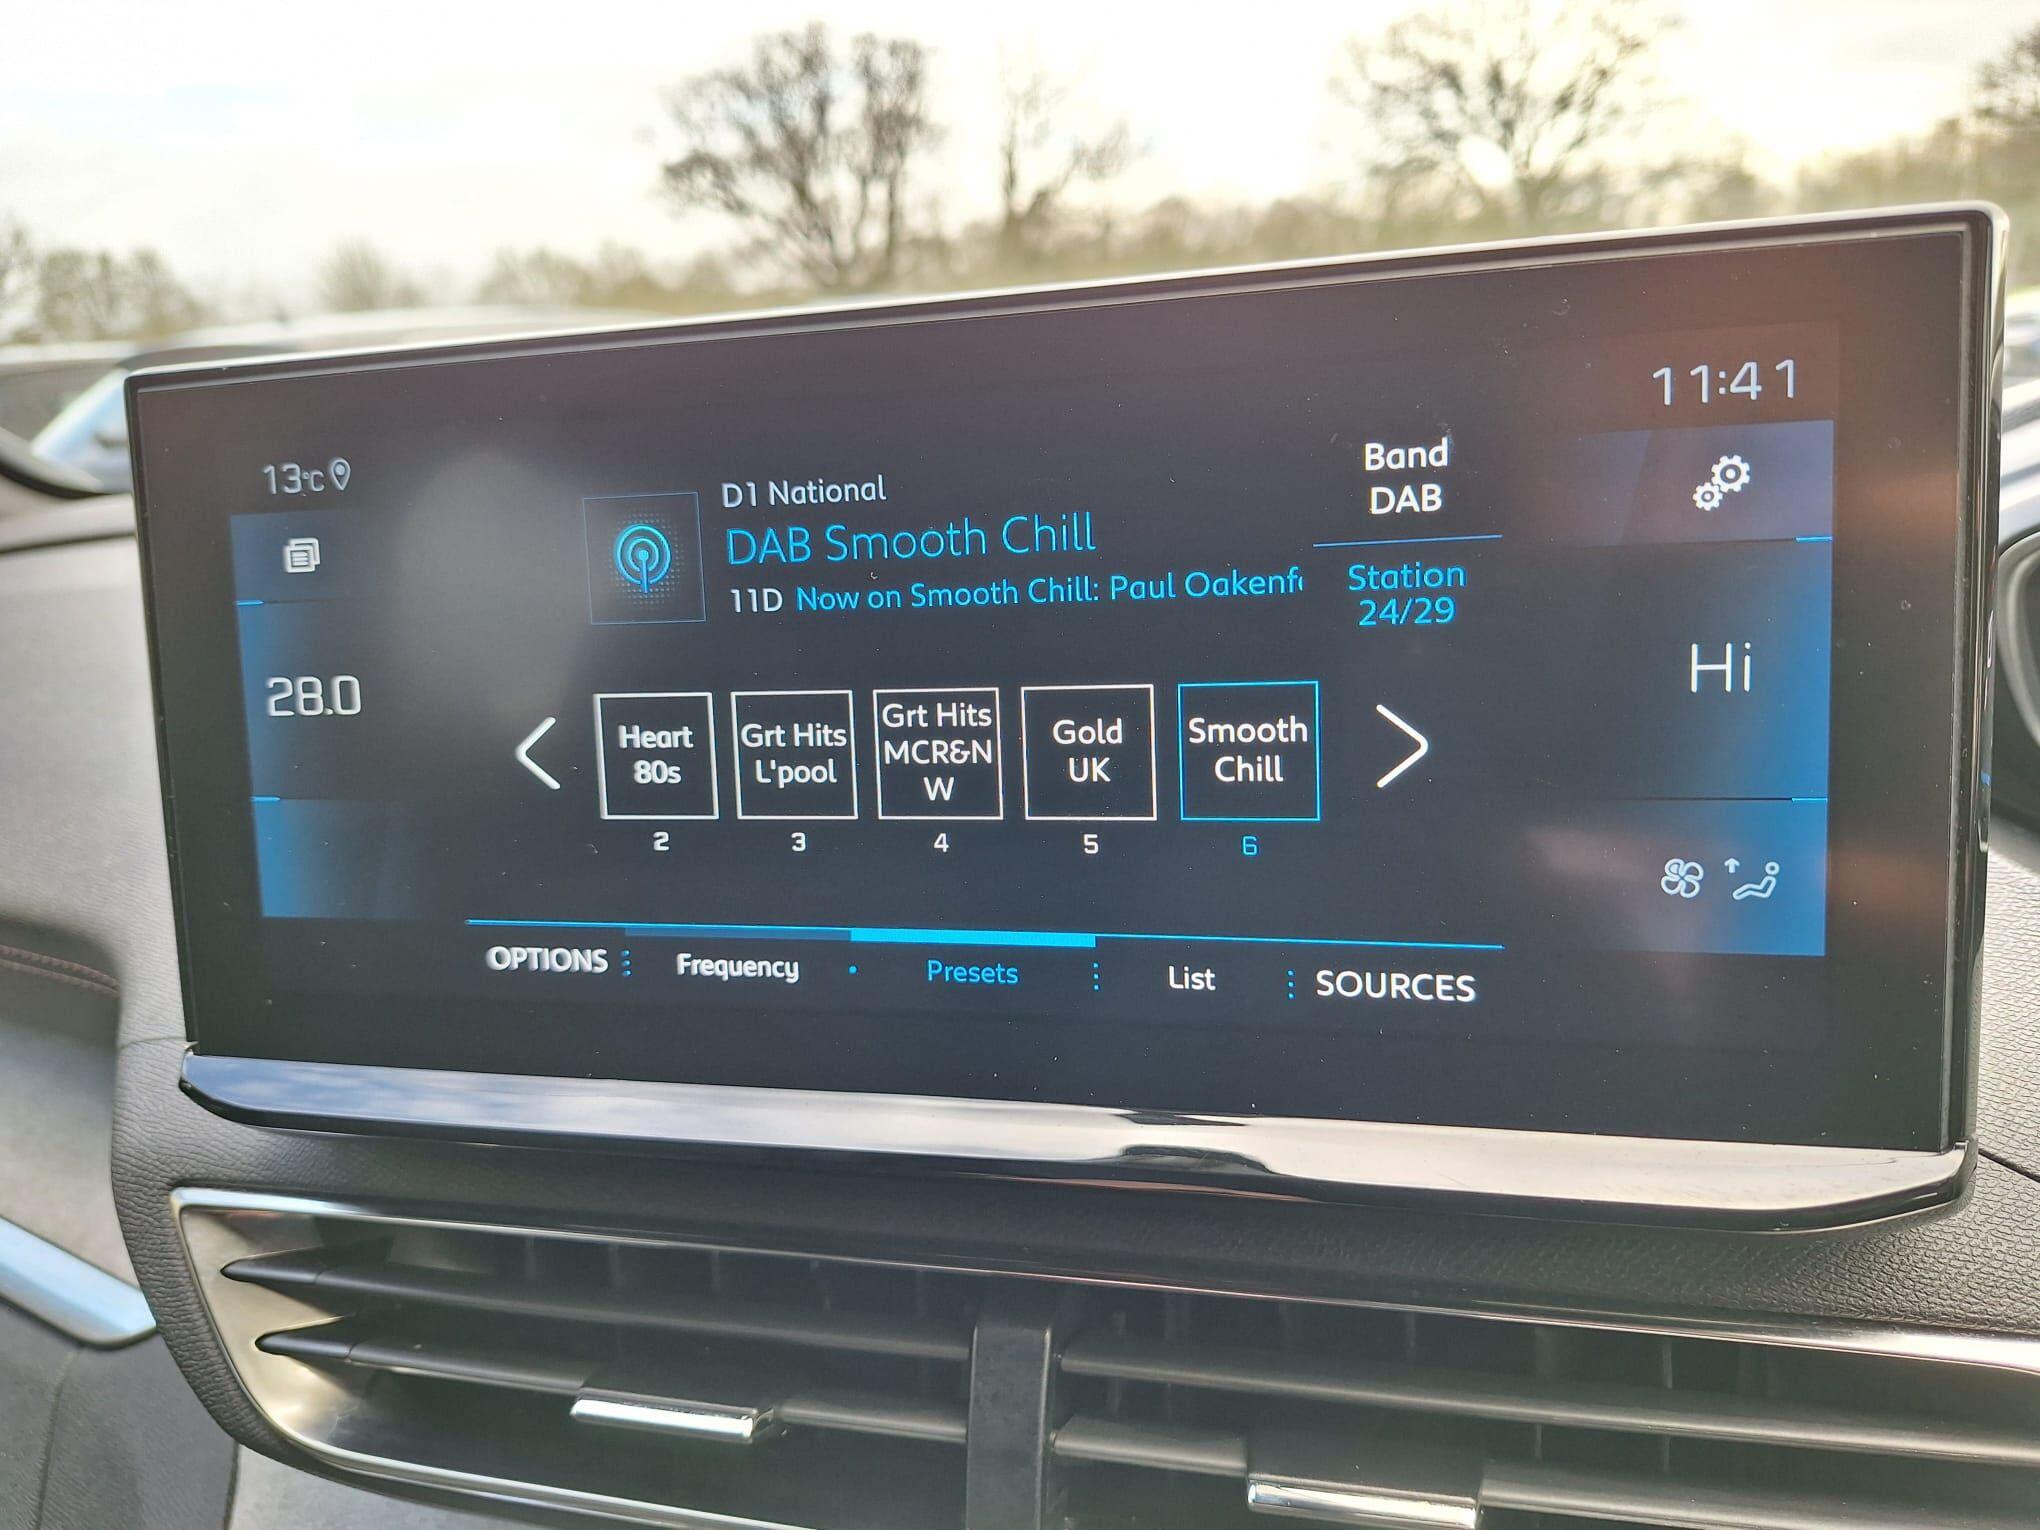 11:41
13°C
D1 National
DAB Smooth Chill
11D Now on Smooth Chill: Paul Oakenf
Band
DAB
Station
24/29
28.0
Hi
Heart
80s
2
Grt Hits
L'pool
3
Grt Hits
MCR&N
W
4
Gold
UK
5
Smooth
Chill
6
OPTIONS
Frequency
Presets
List
SOURCES